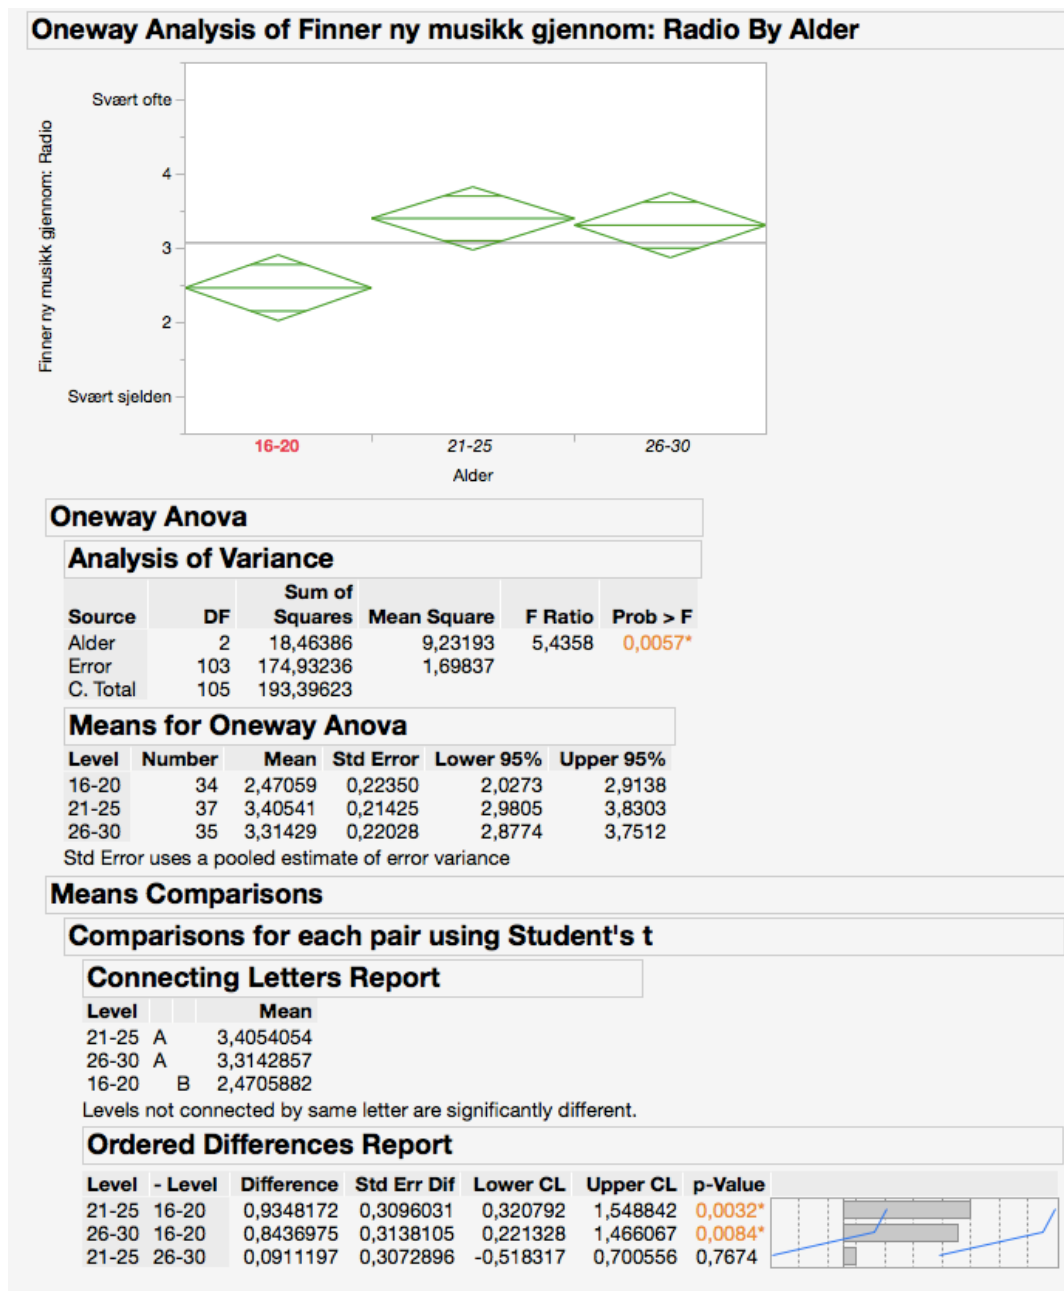 Oneway Analysis of Finner ny musikk gjennom: Radio By Alder
Finner ny musikk gjennom: Radio
Svært ofte
4
3
2
Svært sjelden
16-20 21-25 26-30
Alder
Oneway Anova
Analysis of Variance
Sum of
Source DF Squares Mean Square F Ratio Prob > F
Alder 2 18,46386 9,23193 5,4358 0,0057*
Error 103 174,93236 1,69837
C. Total 105 193,39623
Means for Oneway Anova
Level Number Mean Std Error Lower 95% Upper 95%
16-20 34 2,47059 0,22350 2,0273 2,9138
21-25 37 3,40541 0,21425 2,9805 3,8303
26-30 35 3,31429 0,22028 2,8774 3,7512
Std Error uses a pooled estimate of error variance
Means Comparisons
Comparisons for each pair using Student's t
Connecting Letters Report
Level Mean
21-25 A 3,4054054
26-30 A 3,3142857
16-20 B 2,4705882
Levels not connected by same letter are significantly different.
Ordered Differences Report
Level - Level Difference Std Err Dif Lower CL Upper CL p-Value
21-25 16-20 0,9348172 0,3096031 0,320792 1,548842 0,0032*
26-30 16-20 0,8436975 0,3138105 0,221328 1,466067 0,0084*
21-25 26-30 0,0911197 0,3072896 -0,518317 0,700556 0,7674